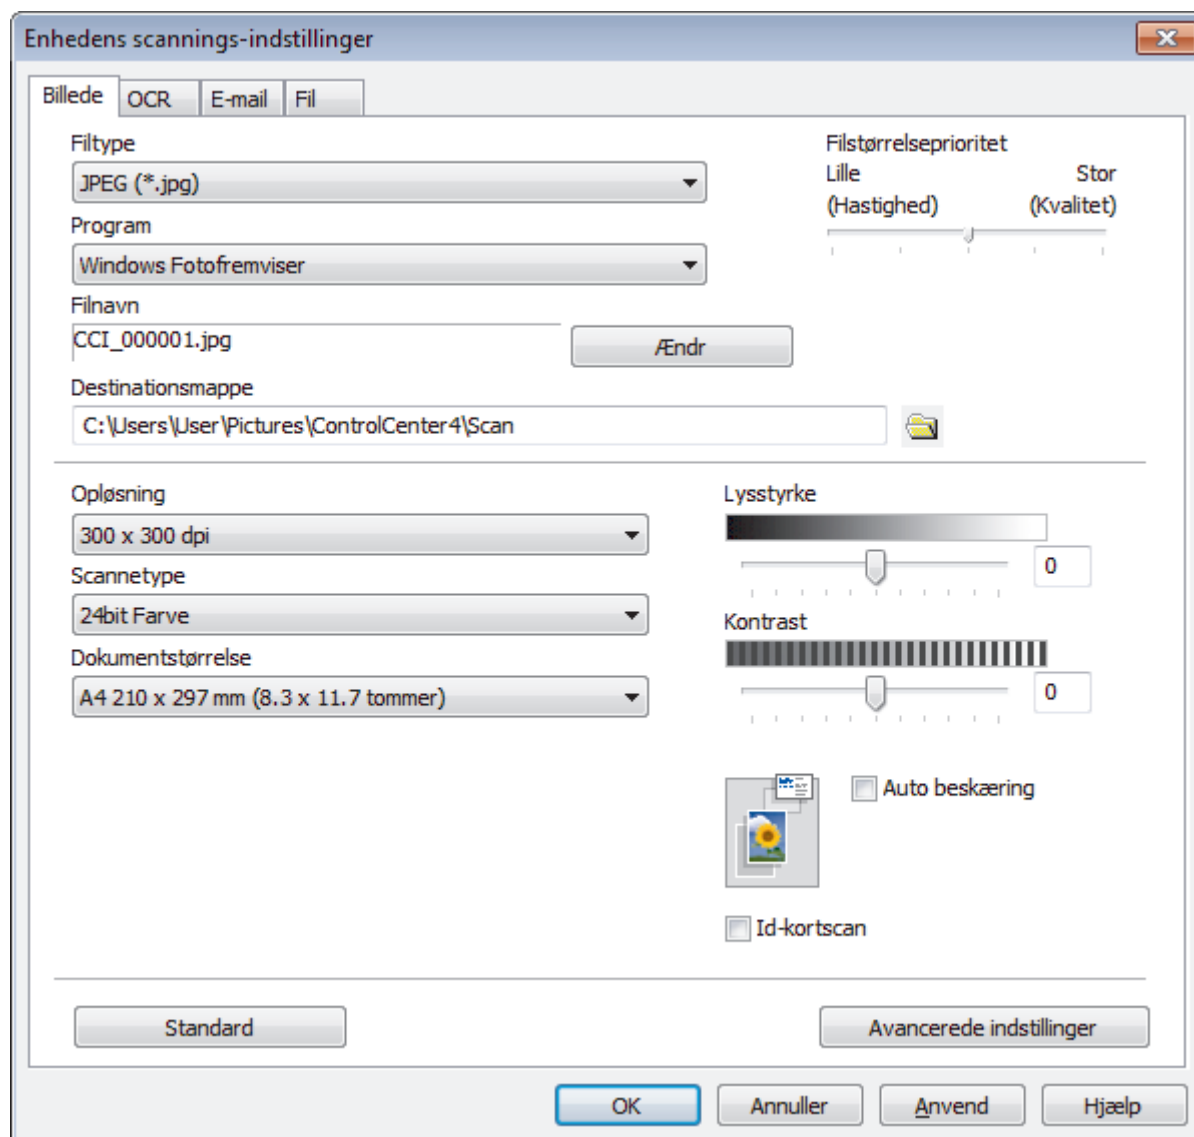 Enhedens scannings-indstillinger
Billede OCR E-mail Fil
Filtype
JPEG (*.jpg)
Program
Windows Fotofremviser
Filnavn
CCI_000001.jpg Ændr
Destinationsmappe
C:\Users\User\Pictures\ControlCenter4\Scan
Filstørrelseprioritet
Lille Stor
(Hastighed) (Kvalitet)
Opløsning
300 x 300 dpi
Scannetype
24bit Farve
Dokumentstørrelse
A4 210 x 297 mm (8.3 x 11.7 tommer)
Lysstyrke
0
Kontrast
0
Auto beskæring
Id-kortscan
Standard Avancerede indstillinger
OK Annuller Anvend Hjælp